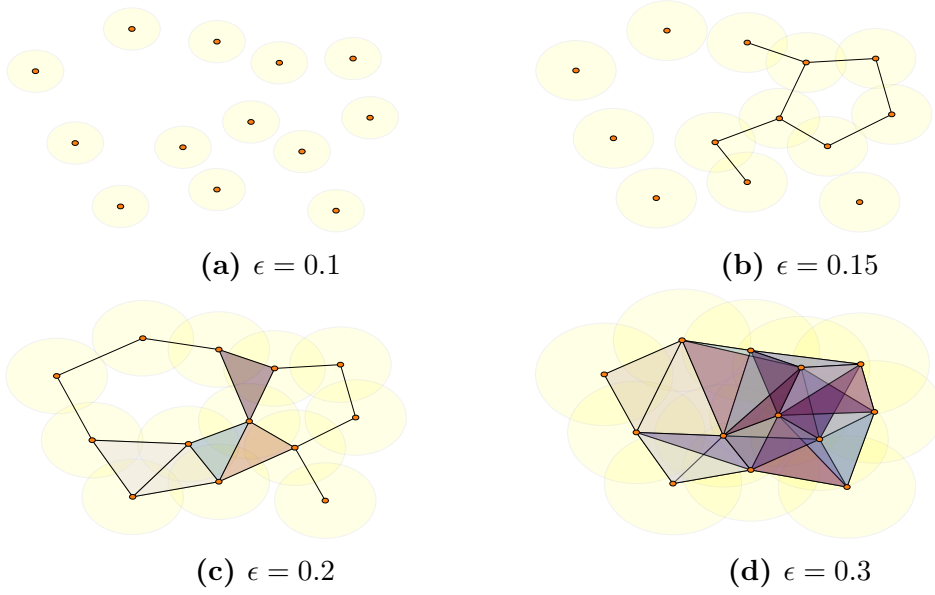 (a) ϵ = 0.1
(b) ϵ = 0.15
(c) ϵ = 0.2
(d) ϵ = 0.3